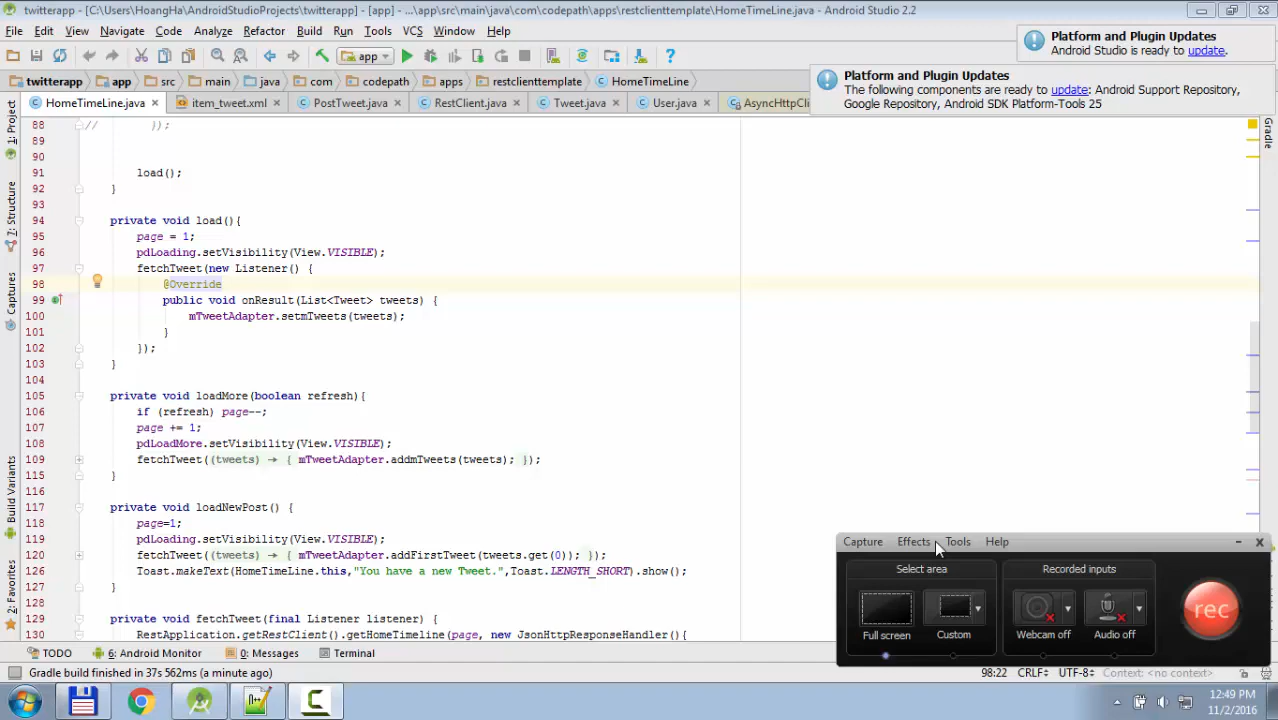 twitterapp - [C:\Users\HoangHa\AndroidStudioProjects\twitterapp] - [app] - ...\app\src\main\java\com\codepath\apps\restclienttemplate\HomeTimeLine.java - Android Studio 2.2
File Edit View Navigate Code Analyze Refactor Build Run Tools VCS Window Help
Platform and Plugin Updates
Android Studio is ready to update.
app
twitterapp app src main java com codepath apps restclienttemplate HomeTimeLine
Platform and Plugin Updates
The following components are ready to update: Android Support Repository,
Google Repository, Android SDK Platform-Tools 25
HomeTimeLine.java item_tweet.xml PostTweet.java RestClient.java Tweet.java User.java AsyncHttpCli
1: Project
7: Structure
Captures
Build Variants
2: Favorites
Gradle
88 // });
89
90
91 load();
92 }
93
94 private void load(){
95 page = 1;
96 pdLoading.setVisibility(View.VISIBLE);
97 fetchTweet(new Listener() {
98 @Override
99 public void onResult(List<Tweet> tweets) {
100 mTweetAdapter.setmTweets(tweets);
101 }
102 });
103 }
104
105 private void loadMore(boolean refresh){
106 if (refresh) page--;
107 page += 1;
108 pdLoadMore.setVisibility(View.VISIBLE);
109 fetchTweet((tweets) → { mTweetAdapter.addmTweets(tweets); });
115 }
116
117 private void loadNewPost() {
118 page=1;
119 pdLoading.setVisibility(View.VISIBLE);
120 fetchTweet((tweets) → { mTweetAdapter.addFirstTweet(tweets.get(0)); });
126 Toast.makeText(HomeTimeLine.this,"You have a new Tweet.",Toast.LENGTH_SHORT).show();
127 }
128
129 private void fetchTweet(final Listener listener) {
130 RestApplication.getRestClient().getHomeTimeline(page, new JsonHttpResponseHandler(){
Capture Effects Tools Help
Select area
Recorded inputs
Full screen
Custom
Webcam off
Audio off
rec
TODO 6: Android Monitor 0: Messages Terminal
Gradle build finished in 37s 562ms (a minute ago)
98:22 CRLF÷ UTF-8÷ Context: <no context>
12:49 PM
11/2/2016